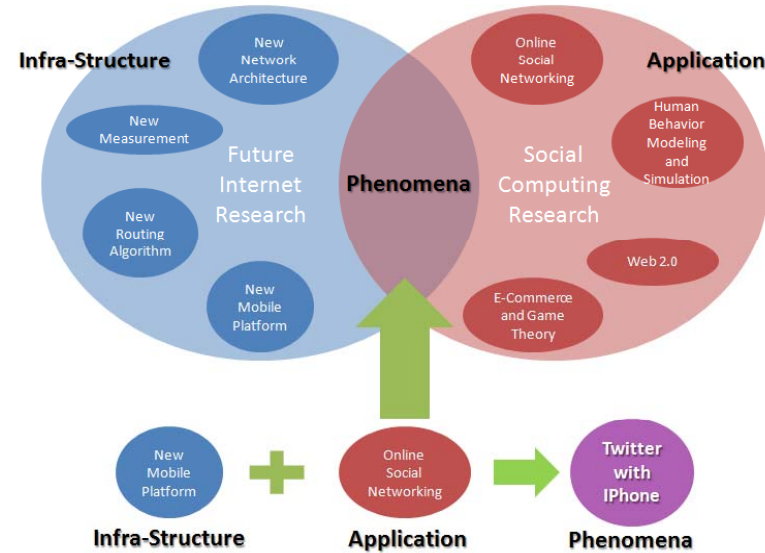 Infra-Structure
New
Network
Architecture
New
Measurement
Future
Internet
Research
New
Routing
Algorithm
New
Mobile
Platform
Phenomena
Application
Online
Social
Networking
Human
Behavior
Modeling
and
Simulation
Social
Computing
Research
Web 2.0
E-Commerce
and Game
Theory
New
Mobile
Platform
Infra-Structure
Online
Social
Networking
Application
Twitter
with
IPhone
Phenomena